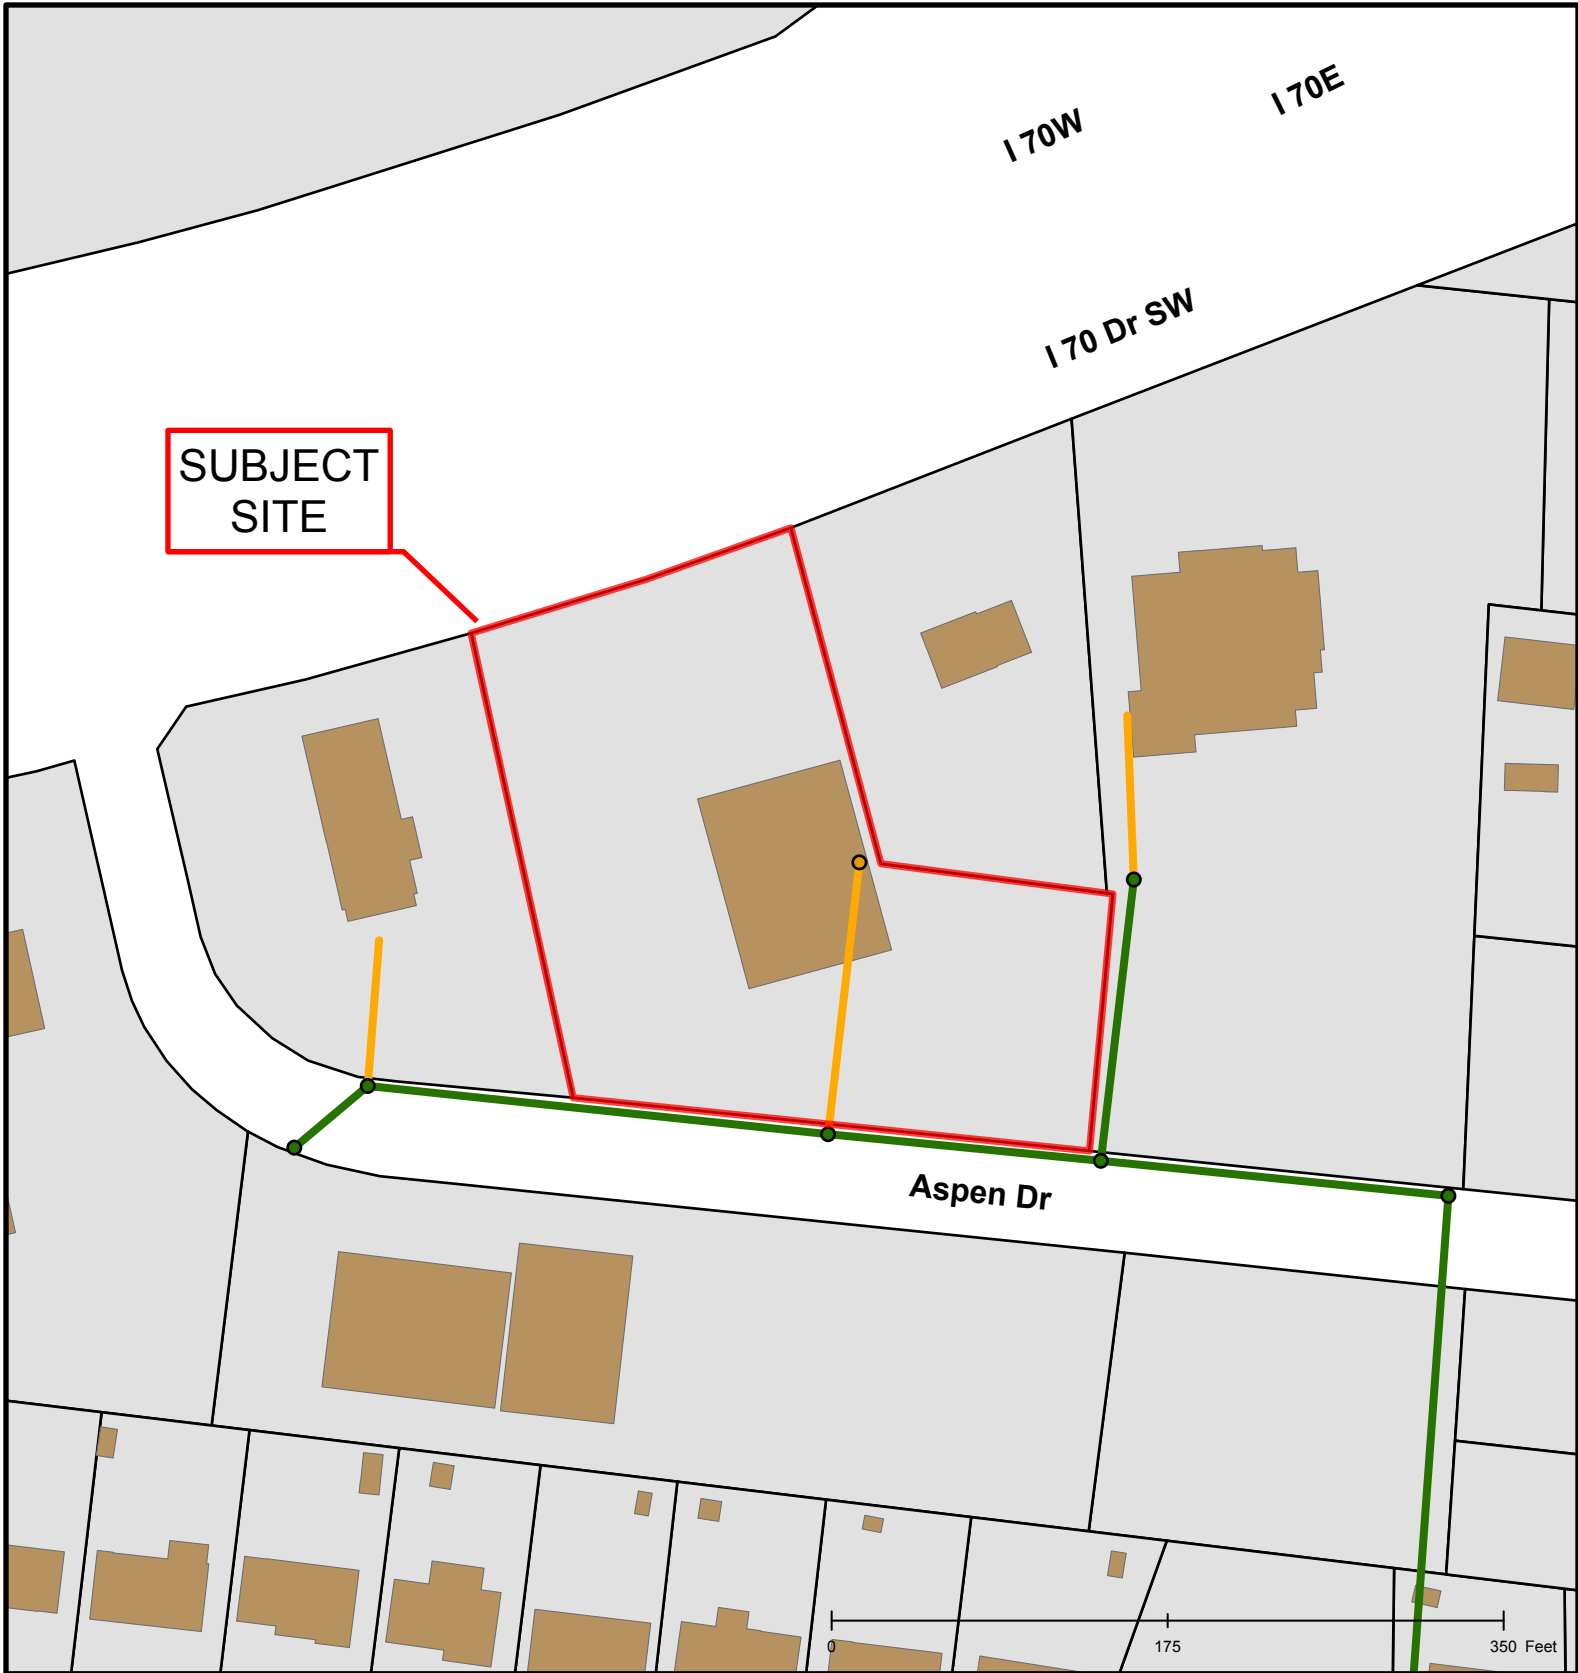 I 70E
I 70W
I 70 Dr SW
SUBJECT
SITE
Aspen Dr
0 175 350 Feet